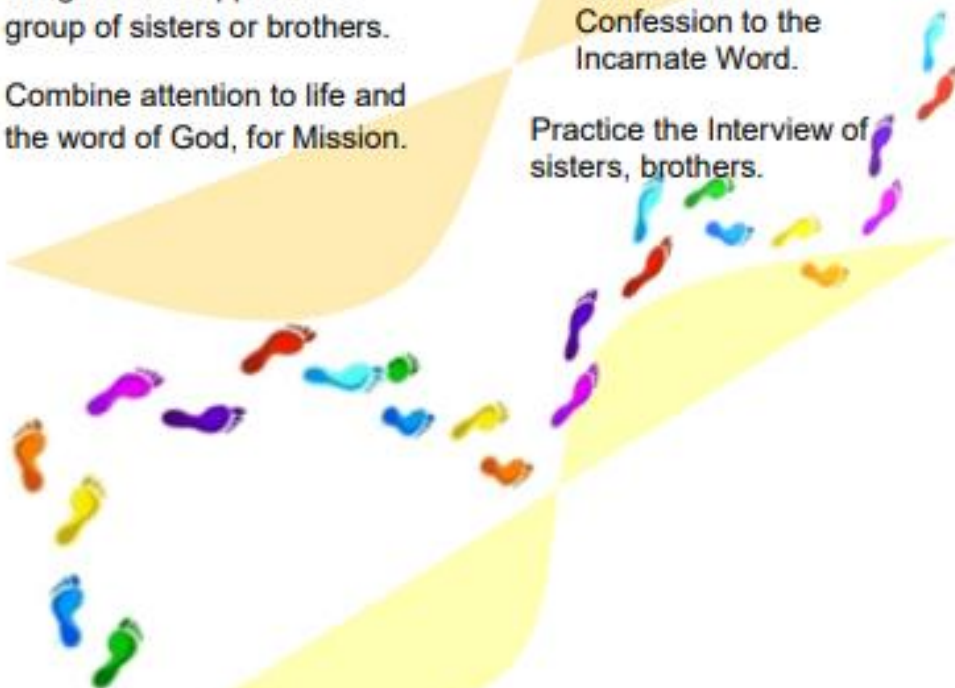 group of sisters or brothers.
Combine attention to life and
the word of God, for Mission.
Confession to the
Incarnate Word.
Practice the Interview of
sisters, brothers.